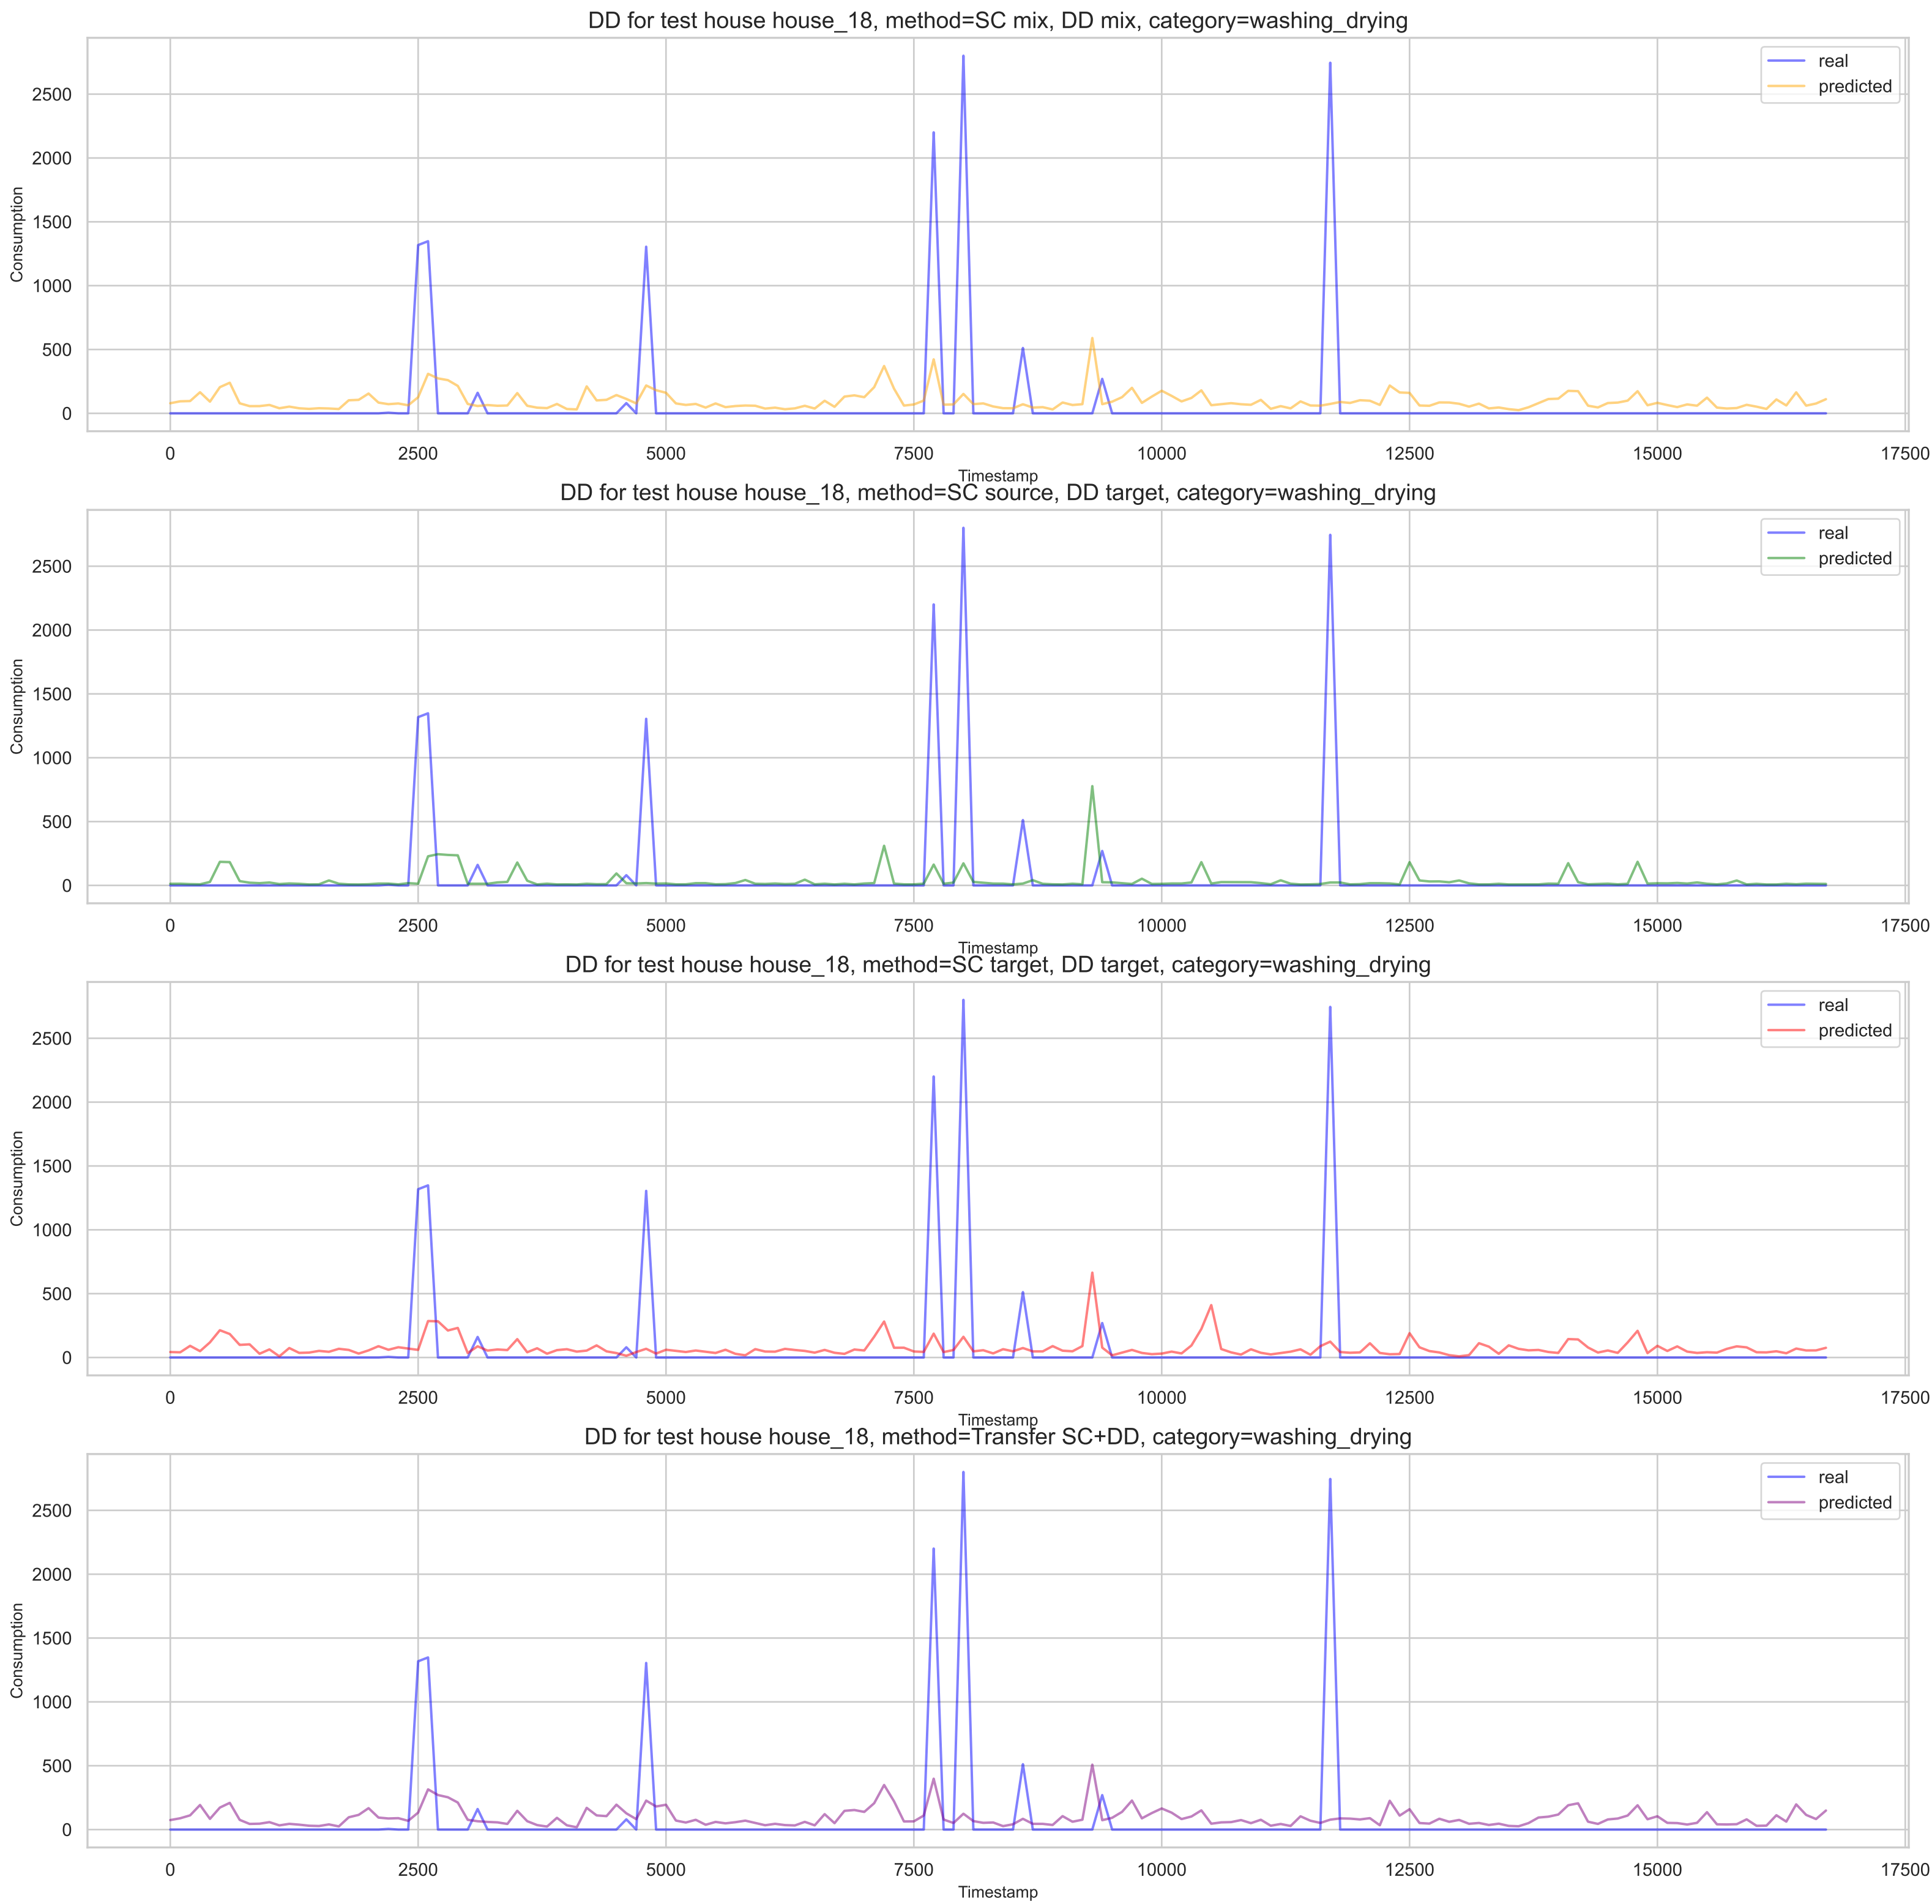 DD for test house house_18, method=SC mix, DD mix, category=washing_drying
real
predicted
Consumption
2500
2000
1500
1000
500
0
0 2500 5000 7500 10000 12500 15000 17500
Timestamp
DD for test house house_18, method=SC source, DD target, category=washing_drying
real
predicted
Consumption
2500
2000
1500
1000
500
0
0 2500 5000 7500 10000 12500 15000 17500
Timestamp
DD for test house house_18, method=SC target, DD target, category=washing_drying
real
predicted
Consumption
2500
2000
1500
1000
500
0
0 2500 5000 7500 10000 12500 15000 17500
Timestamp
DD for test house house_18, method=Transfer SC+DD, category=washing_drying
real
predicted
Consumption
2500
2000
1500
1000
500
0
0 2500 5000 7500 10000 12500 15000 17500
Timestamp